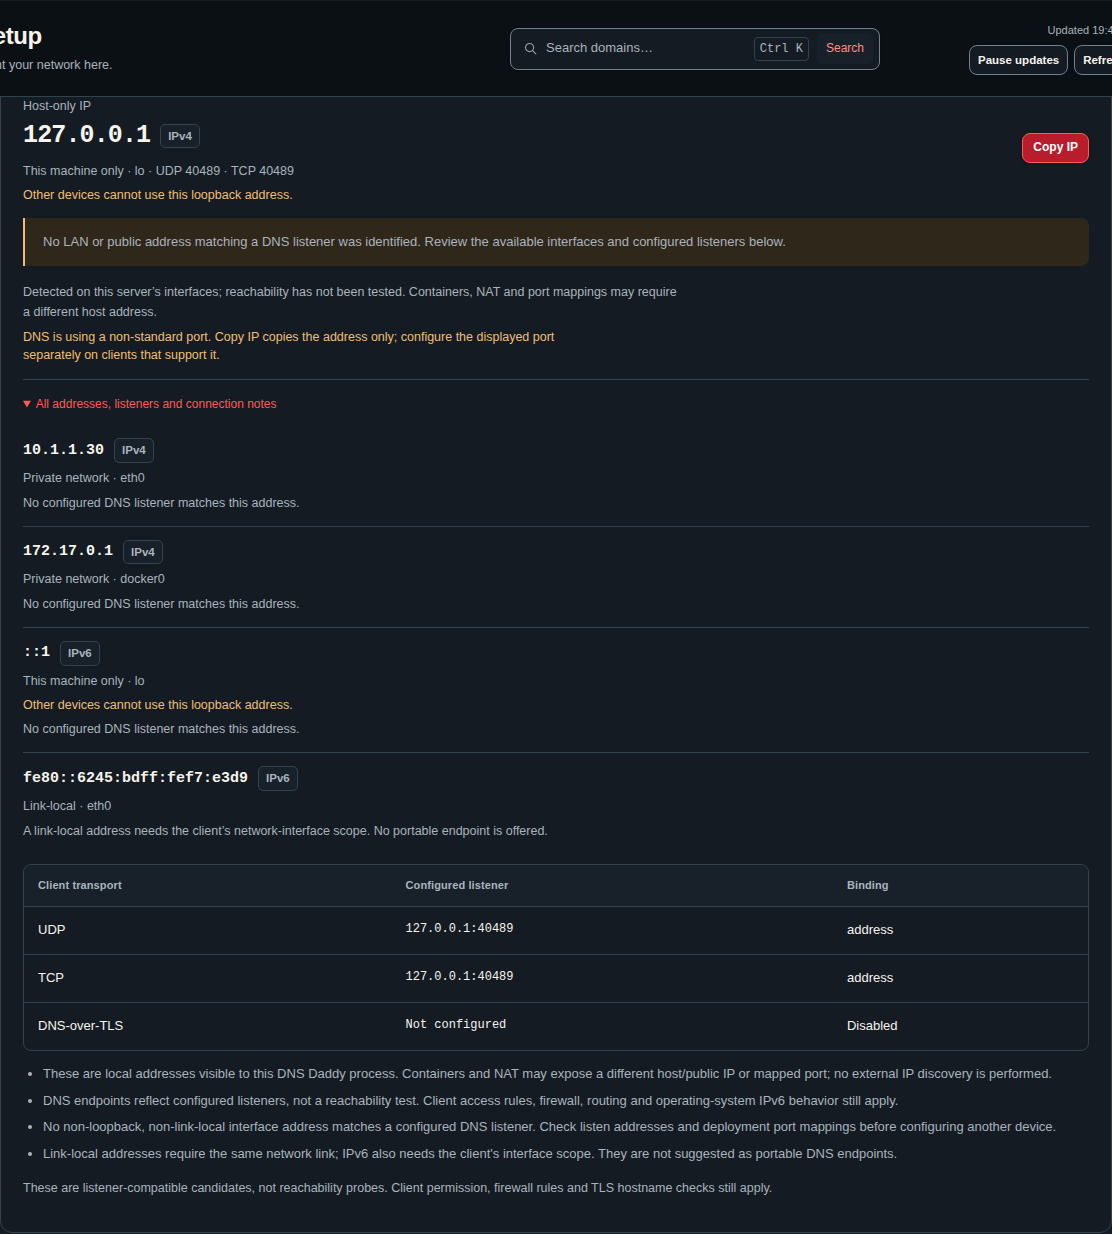 etup
nt your network here.
Search domains…
Ctrl K
Search
Updated 19:4
Pause updates
Refre
Host-only IP
127.0.0.1 IPv4
Copy IP
This machine only · lo · UDP 40489 · TCP 40489
Other devices cannot use this loopback address.
No LAN or public address matching a DNS listener was identified. Review the available interfaces and configured listeners below.
Detected on this server’s interfaces; reachability has not been tested. Containers, NAT and port mappings may require
a different host address.
DNS is using a non-standard port. Copy IP copies the address only; configure the displayed port
separately on clients that support it.
▼ All addresses, listeners and connection notes
10.1.1.30 IPv4
Private network · eth0
No configured DNS listener matches this address.
172.17.0.1 IPv4
Private network · docker0
No configured DNS listener matches this address.
::1 IPv6
This machine only · lo
Other devices cannot use this loopback address.
No configured DNS listener matches this address.
fe80::6245:bdff:fef7:e3d9 IPv6
Link-local · eth0
A link-local address needs the client’s network-interface scope. No portable endpoint is offered.
Client transport Configured listener Binding
UDP 127.0.0.1:40489 address
TCP 127.0.0.1:40489 address
DNS-over-TLS Not configured Disabled
• These are local addresses visible to this DNS Daddy process. Containers and NAT may expose a different host/public IP or mapped port; no external IP discovery is performed.
• DNS endpoints reflect configured listeners, not a reachability test. Client access rules, firewall, routing and operating-system IPv6 behavior still apply.
• No non-loopback, non-link-local interface address matches a configured DNS listener. Check listen addresses and deployment port mappings before configuring another device.
• Link-local addresses require the same network link; IPv6 also needs the client's interface scope. They are not suggested as portable DNS endpoints.
These are listener-compatible candidates, not reachability probes. Client permission, firewall rules and TLS hostname checks still apply.